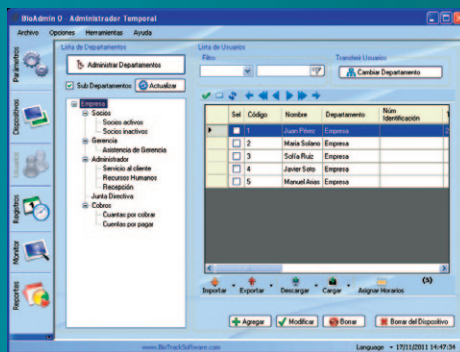 BioAdmin O - Administrador Temporal
Archivo Opciones Herramientas Ayuda
Parámetros
Dispositivos
Usuarios
Registros
Monitor
Reportes
Lista de Departamentos
Administrar Departamentos
Sub Departamentos Actualizar
Empresa
Socios
Socios activos
Socios inactivos
Gerencia
Asistencia de Gerencia
Administrador
Servicio al cliente
Recursos Humanos
Recepción
Junta Directiva
Cobros
Cuentas por cobrar
Cuentas por pagar
Lista de Usuarios
Filtro Transferir Usuarios
Cambiar Departamento
Sel Código Nombre Departamento Núm Identificación
1 Juan Pérez Empresa
2 Maria Solano Empresa
3 Sofía Ruiz Empresa
4 Javier Soto Empresa
5 Manuel Arias Empresa
Importar Exportar Descargar Cargar Asignar Horarios (5)
Agregar Modificar Borrar Borrar del Dispositivo
www.BioTrackSoftware.com Language 17/11/2011 14:47:34